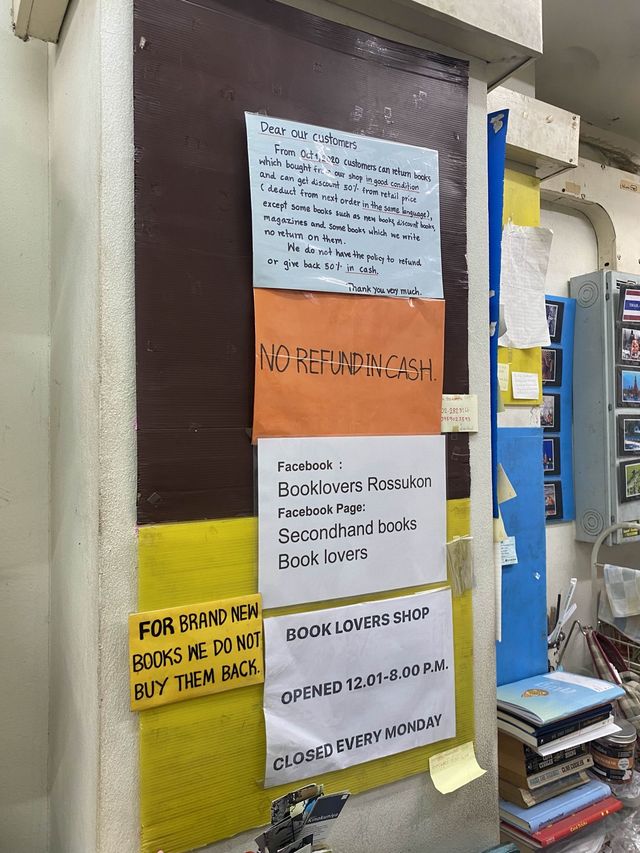 Dear our customers
From Oct 1, 2020 customers can return books
which bought from our shop in good condition
and can get discount 50% from retail price
(deduct from next order in the same language),
except some books such as new books, discount books,
magazines and some books which we write
no return on them.
We do not have the policy to refund
or give back 50% in cash.
Thank you very much.
NO REFUND IN CASH.
Facebook :
Booklovers Rossukon
Facebook Page:
Secondhand books
Book lovers
FOR BRAND NEW
BOOKS WE DO NOT
BUY THEM BACK.
BOOK LOVERS SHOP
OPENED 12.01-8.00 P.M.
CLOSED EVERY MONDAY
Kinokuniya